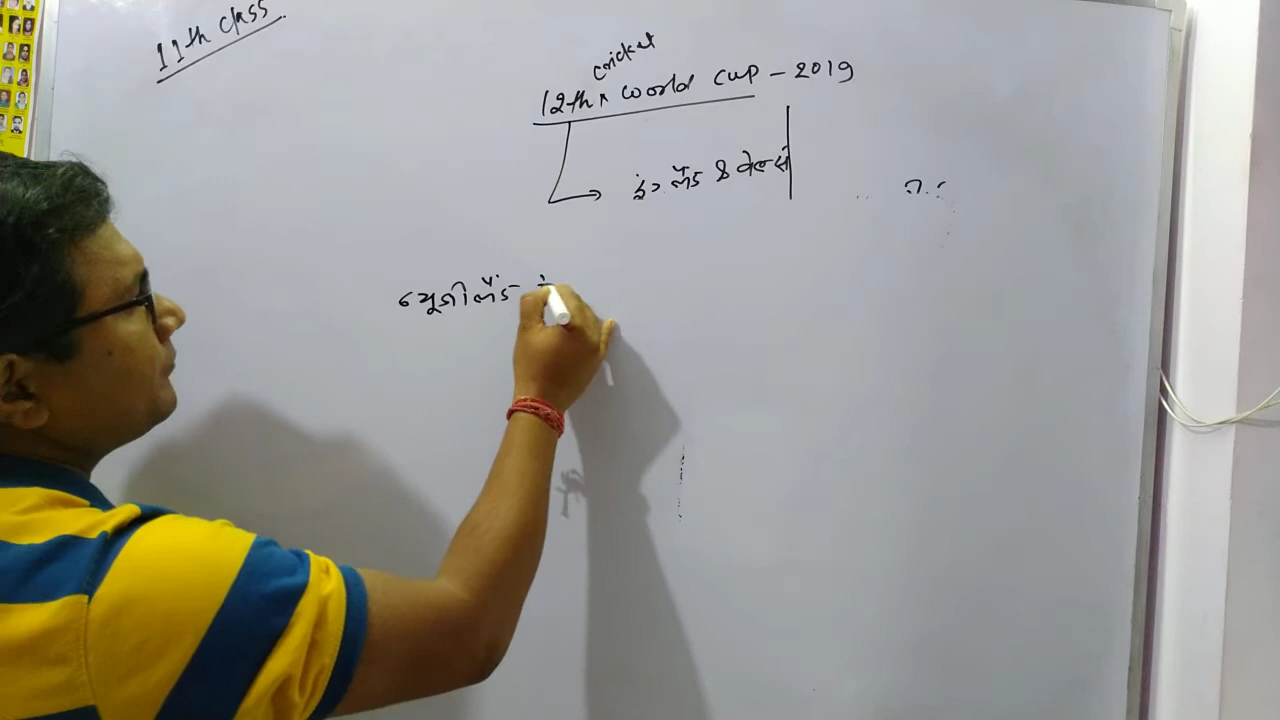 11th class
cricket
12th ^ world cup - 2019
इंग्लैंड & वेल्स
न्यूजीलैंड